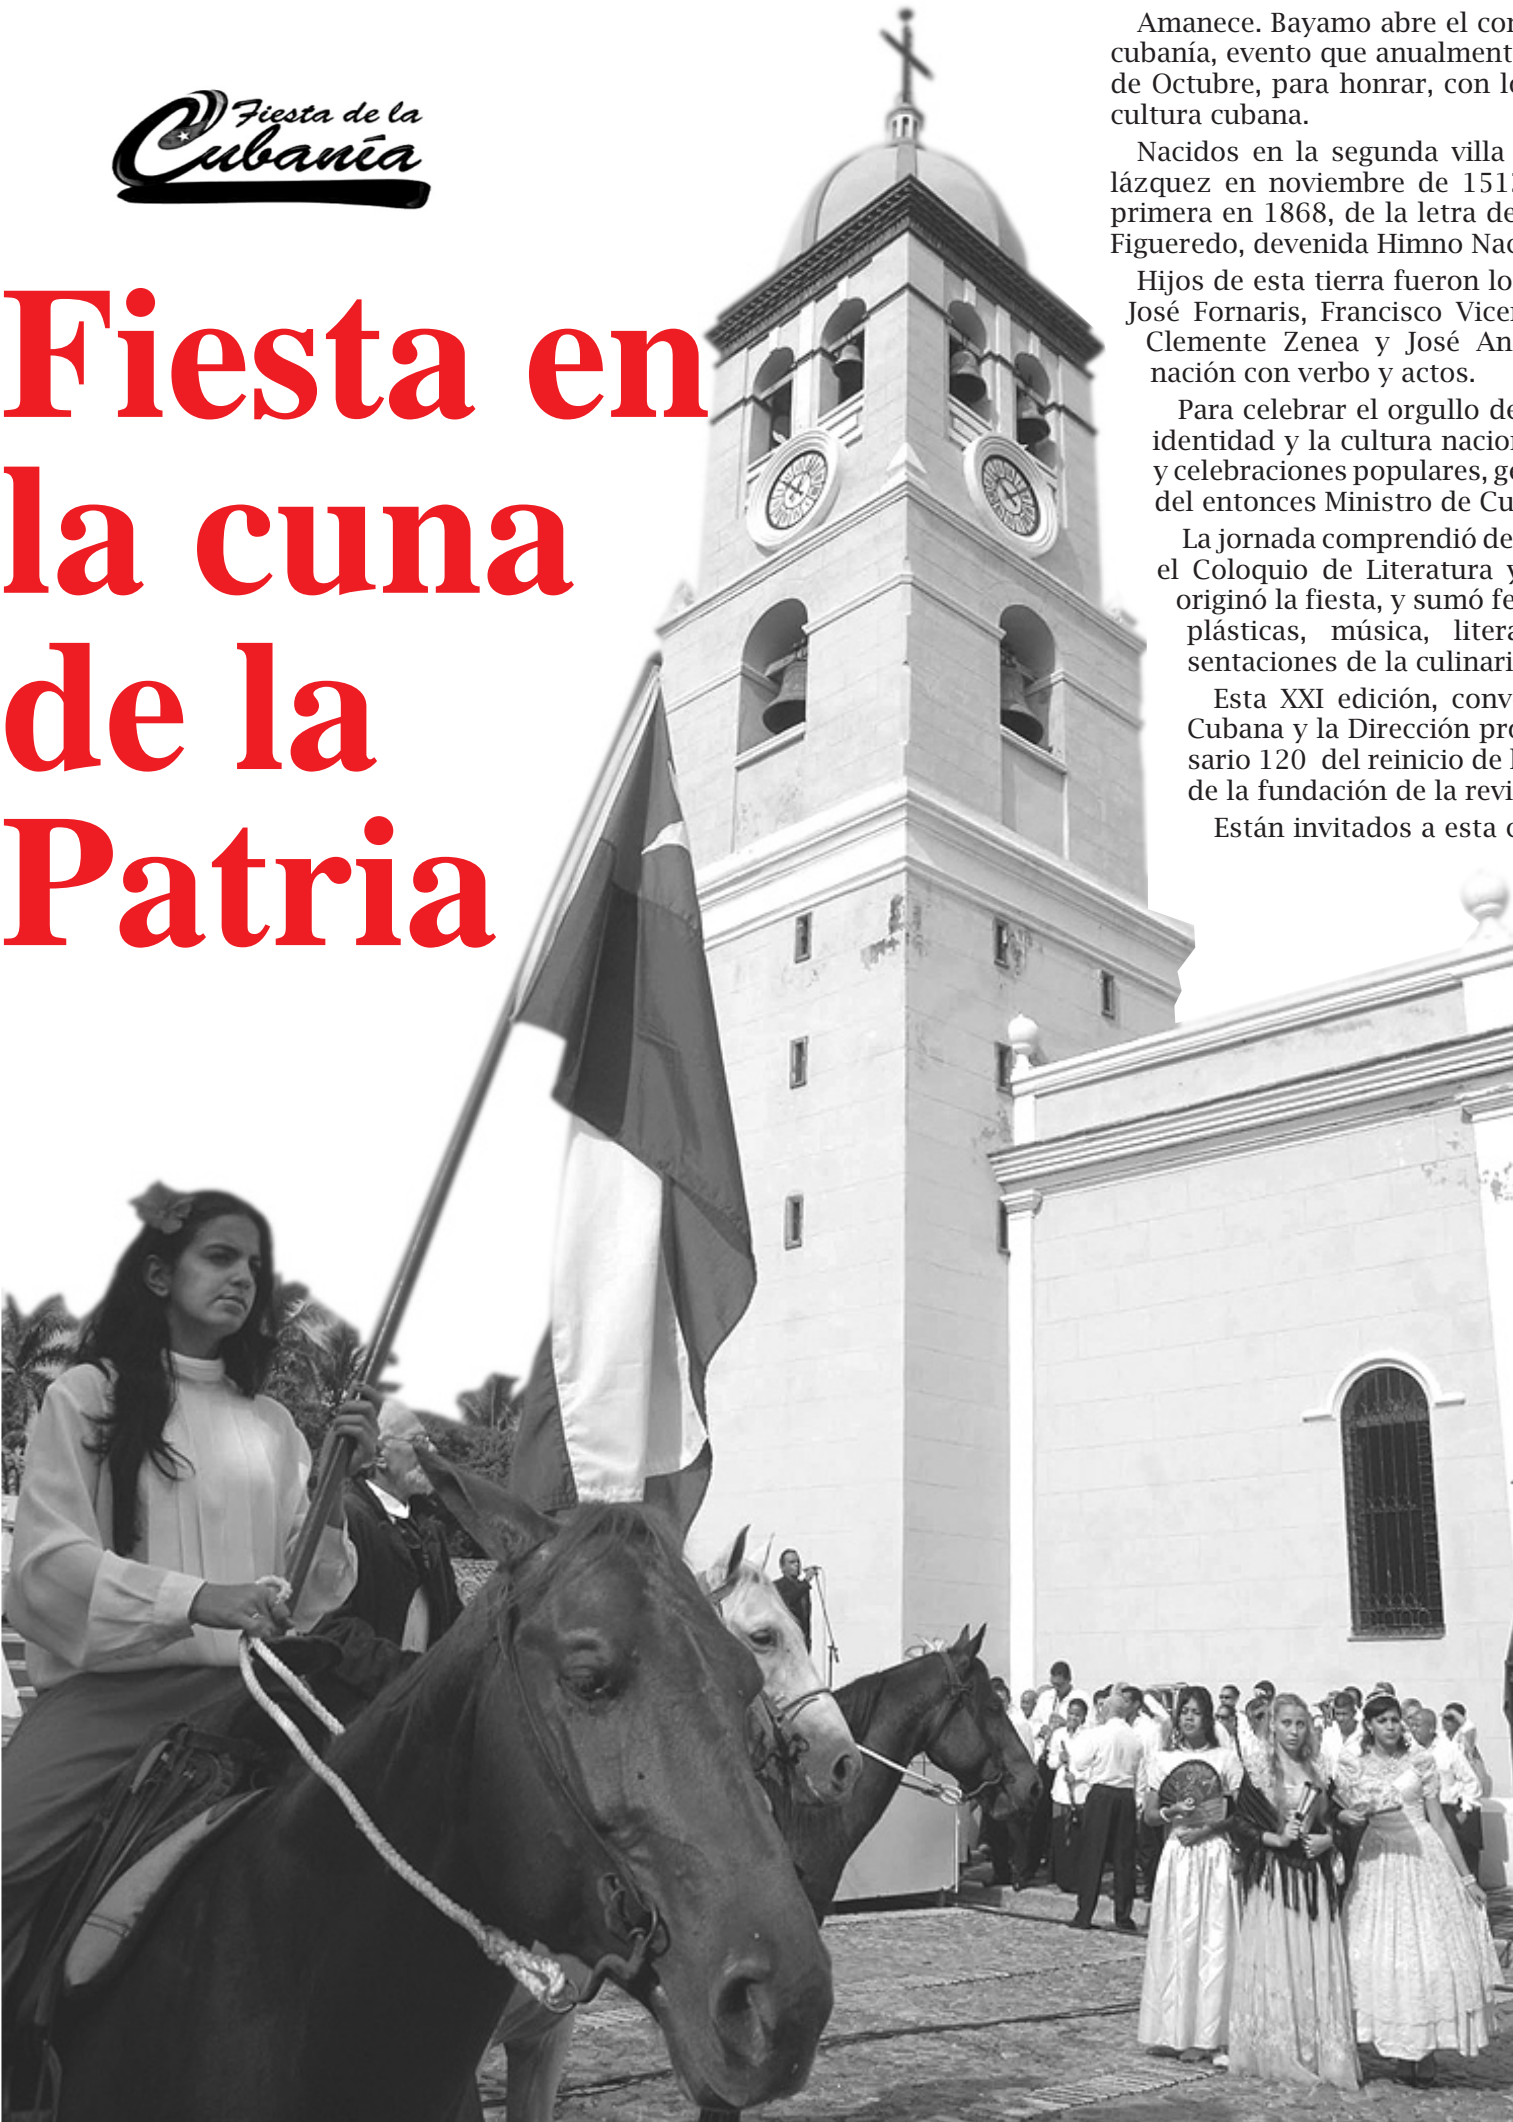 Fiesta de la
Cubanía
Fiesta en
la cuna
de la
Patria
Amanece. Bayamo abre el
cubanía, evento que
de Octubre, para honrar, con
cultura cubana.
Nacidos en la segunda villa
lázquez en noviembre de
primera en 1868, de la letra
Figueredo, devenida Himno
Hijos de esta tierra fueron
José Fornaris, Francisco
Clemente Zenea y José
nación con verbo y actos.
Para celebrar el orgullo
identidad y la cultura
y celebraciones populares,
del entonces Ministro de
La jornada comprendió
el Coloquio de Literatura y
originó la fiesta, y sumó
plásticas, música,
sentaciones de la
Esta XXI edición,
Cubana y la Dirección
sario 120 del reinicio de
de la fundación de la
Están invitados a esta